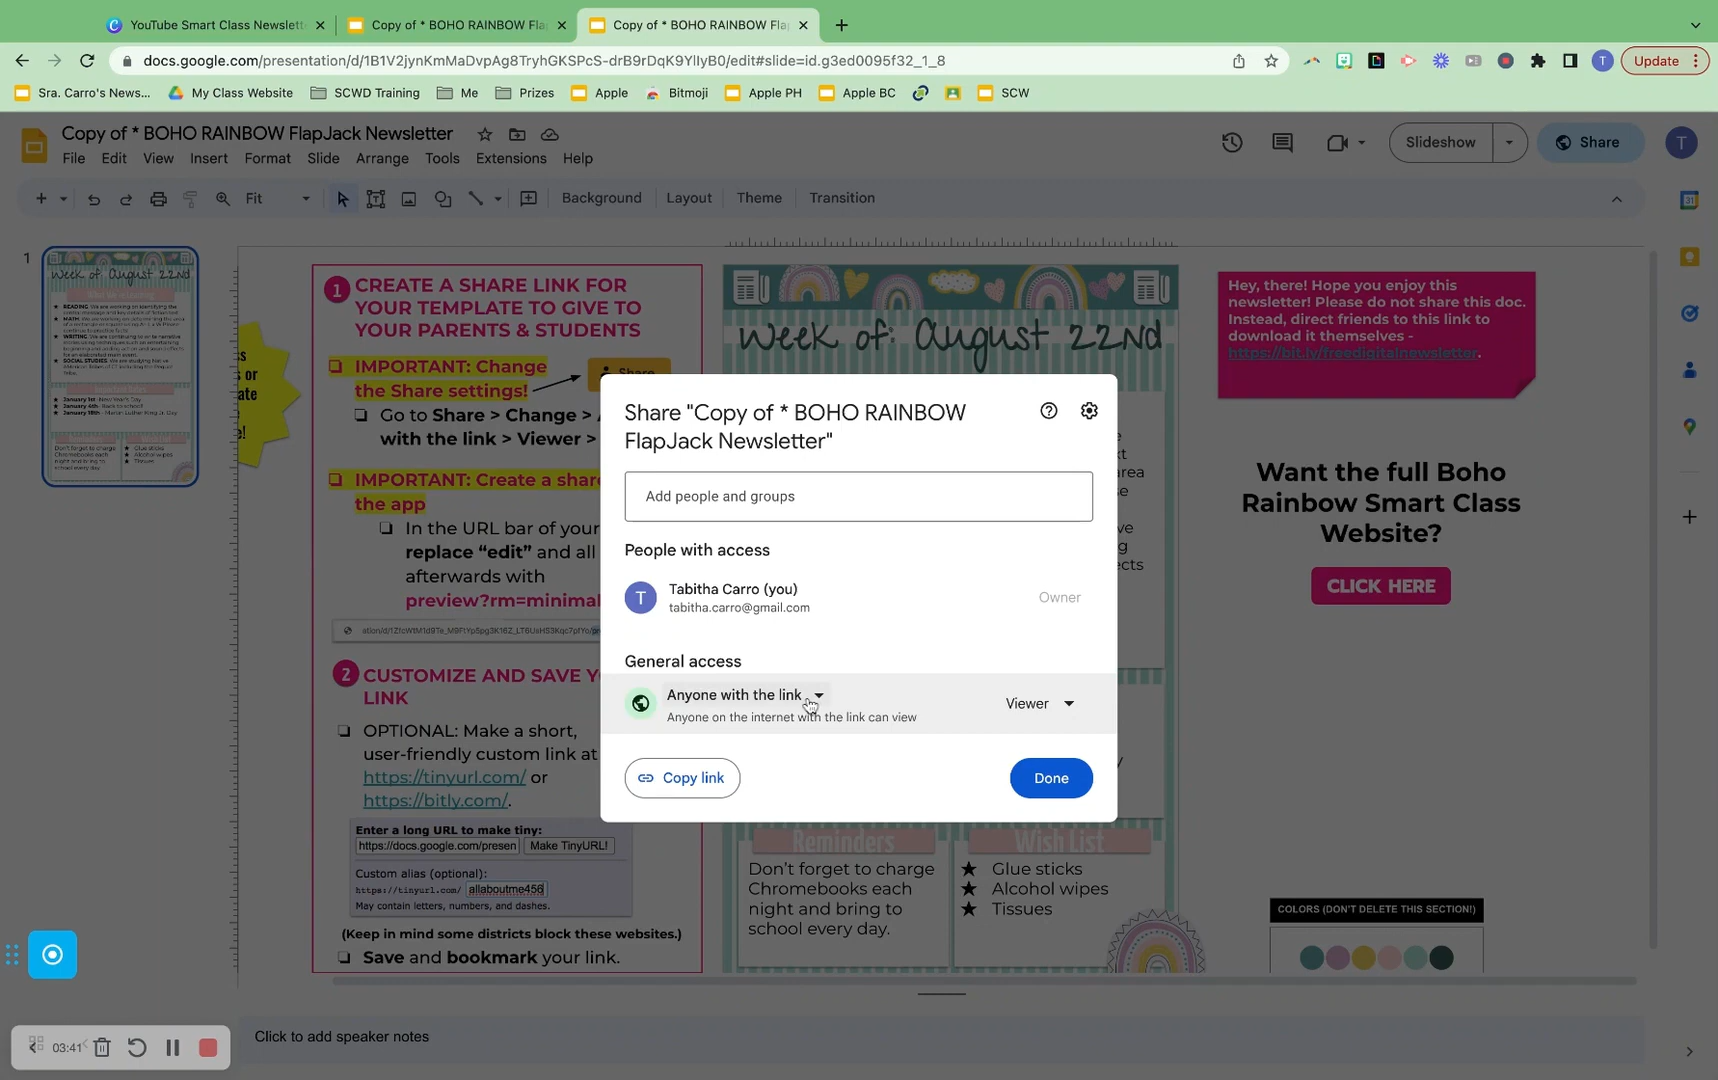 YouTube Smart Class Newslett
Copy of * BOHO RAINBOW Fla
Copy of * BOHO RAINBOW Fla
docs.google.com/presentation/d/1B1V2jynKmMaDvpAg8TryhGKSPcS-drB9rDqK9YlIyB0/edit#slide=id.g3ed0095f32_1_8
Update
Sra. Carro's News...
My Class Website
SCWD Training
Me
Prizes
Apple
Bitmoji
Apple PH
Apple BC
SCW
Copy of * BOHO RAINBOW FlapJack Newsletter
File Edit View Insert Format Slide Arrange Tools Extensions Help
Slideshow
Share
T
Fit
Background
Layout
Theme
Transition
1
Week of: August 22nd
1 CREATE A SHARE LINK FOR
YOUR TEMPLATE TO GIVE TO
YOUR PARENTS & STUDENTS
IMPORTANT: Change
the Share settings!
Share
Go to Share > Change >
with the link > Viewer >
IMPORTANT: Create a share
the app
In the URL bar of your
replace “edit” and all
afterwards with
preview?rm=minimal
2 CUSTOMIZE AND SAVE Y
LINK
OPTIONAL: Make a short,
user-friendly custom link at
https://tinyurl.com/ or
https://bitly.com/.
Enter a long URL to make tiny:
https://docs.google.com/presen
Make TinyURL!
Custom alias (optional):
https://tinyurl.com/
allaboutme456
May contain letters, numbers, and dashes.
(Keep in mind some districts block these websites.)
Save and bookmark your link.
Week of: August 22nd
Reminders
Don’t forget to charge
Chromebooks each
night and bring to
school every day.
Wish List
★ Glue sticks
★ Alcohol wipes
★ Tissues
Hey, there! Hope you enjoy this
newsletter! Please do not share this doc.
Instead, direct friends to this link to
download it themselves -
https://bit.ly/freedigitalnewsletter.
Want the full Boho
Rainbow Smart Class
Website?
CLICK HERE
COLORS (DON'T DELETE THIS SECTION!)
Share "Copy of * BOHO RAINBOW
FlapJack Newsletter"
Add people and groups
People with access
T
Tabitha Carro (you)
tabitha.carro@gmail.com
Owner
General access
Anyone with the link
Anyone on the internet with the link can view
Viewer
Copy link
Done
03:41
Click to add speaker notes